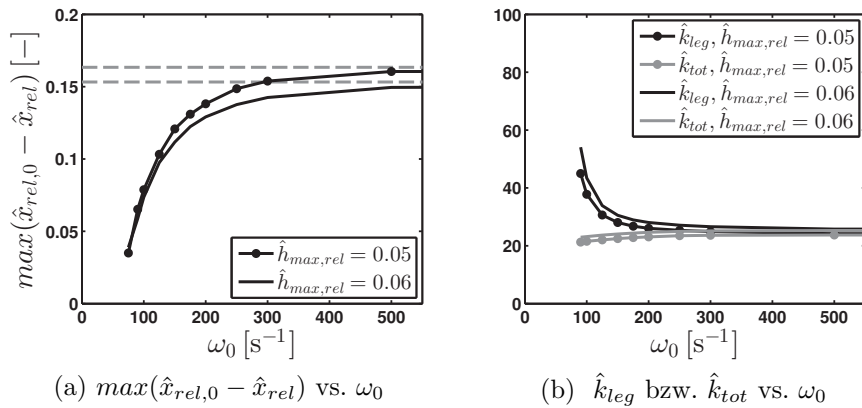 0.2
0.15
0.1
0.05
0
max(x̂_{rel,0} − x̂_{rel}) [−]
ĥ_{max,rel} = 0.05
ĥ_{max,rel} = 0.06
0 100 200 300 400 500
ω_0 [s^{−1}]
(a) max(x̂_{rel,0} − x̂_{rel}) vs. ω_0
100
80
60
40
20
0
k̂_{leg}, ĥ_{max,rel} = 0.05
k̂_{tot}, ĥ_{max,rel} = 0.05
k̂_{leg}, ĥ_{max,rel} = 0.06
k̂_{tot}, ĥ_{max,rel} = 0.06
0 100 200 300 400 500
ω_0 [s^{−1}]
(b) k̂_{leg} bzw. k̂_{tot} vs. ω_0